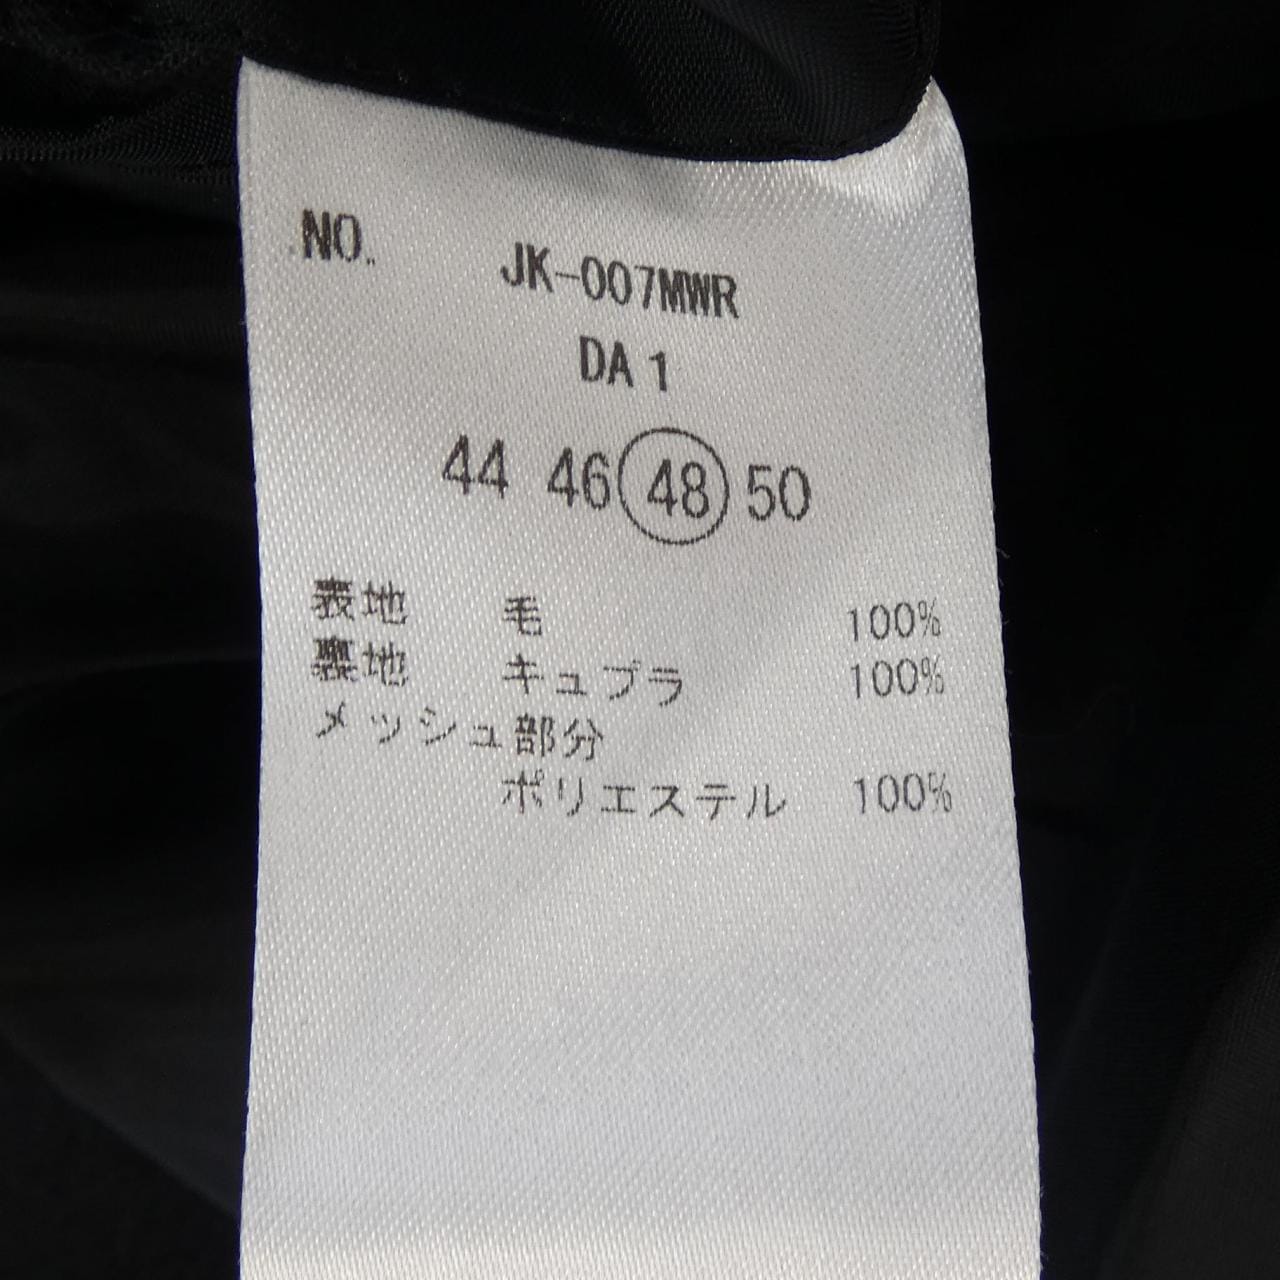 NO. JK-007MWR
DA 1
44 46 48 50
表地 毛 100%
裏地 キュプラ 100%
メッシュ部分
ポリエステル 100%